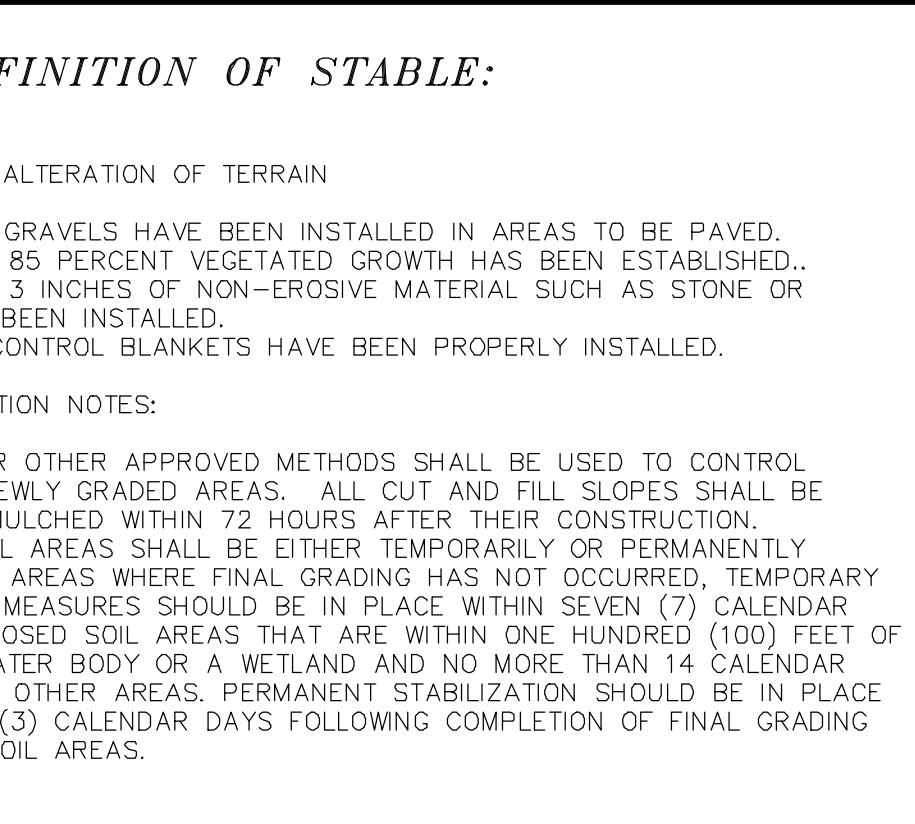 FINITION OF STABLE:
ALTERATION OF TERRAIN
GRAVELS HAVE BEEN INSTALLED IN AREAS TO BE PAVED.
85 PERCENT VEGETATED GROWTH HAS BEEN ESTABLISHED..
3 INCHES OF NON-EROSIVE MATERIAL SUCH AS STONE OR
BEEN INSTALLED.
CONTROL BLANKETS HAVE BEEN PROPERLY INSTALLED.
TION NOTES:
R OTHER APPROVED METHODS SHALL BE USED TO CONTROL
EWLY GRADED AREAS. ALL CUT AND FILL SLOPES SHALL BE
ULCHED WITHIN 72 HOURS AFTER THEIR CONSTRUCTION.
L AREAS SHALL BE EITHER TEMPORARILY OR PERMANENTLY
AREAS WHERE FINAL GRADING HAS NOT OCCURRED, TEMPORARY
MEASURES SHOULD BE IN PLACE WITHIN SEVEN (7) CALENDAR
OSED SOIL AREAS THAT ARE WITHIN ONE HUNDRED (100) FEET OF
ATER BODY OR A WETLAND AND NO MORE THAN 14 CALENDAR
OTHER AREAS. PERMANENT STABILIZATION SHOULD BE IN PLACE
(3) CALENDAR DAYS FOLLOWING COMPLETION OF FINAL GRADING
OIL AREAS.